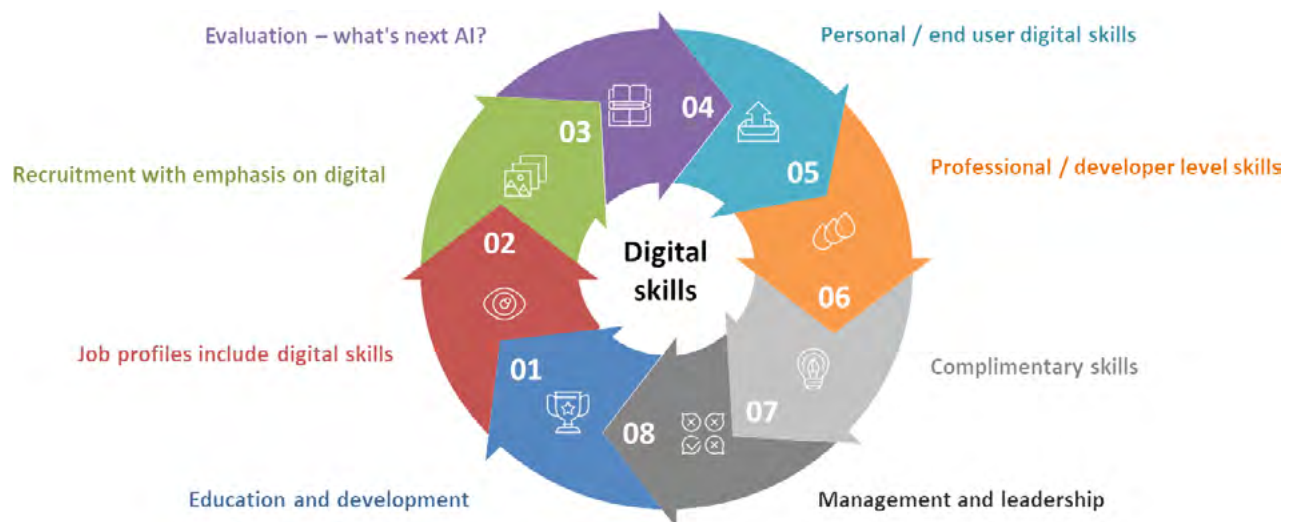 Evaluation – what's next AI?
Personal / end user digital skills
04
03
05
Recruitment with emphasis on digital
Professional / developer level skills
02
Digital
skills
06
Job profiles include digital skills
Complimentary skills
01
07
08
Education and development
Management and leadership